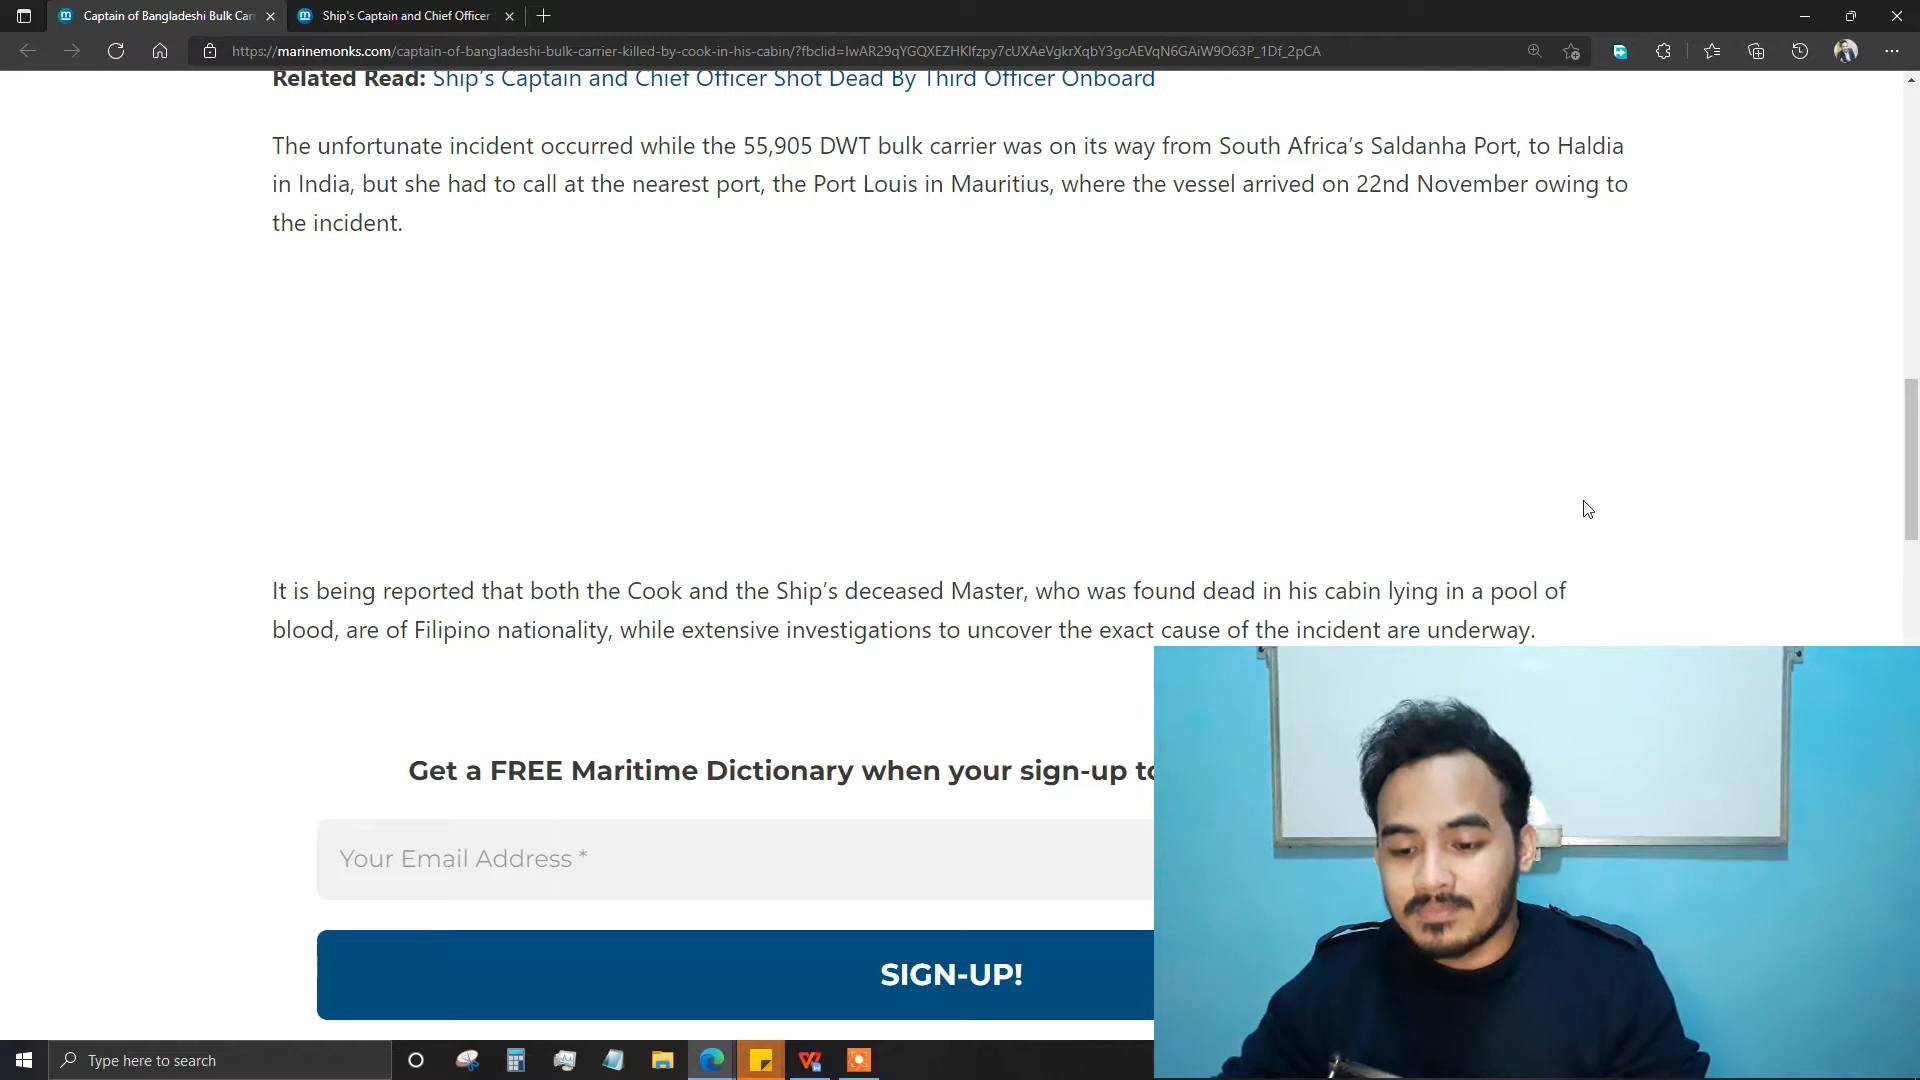 Captain of Bangladeshi Bulk Car
Ship's Captain and Chief Officer
https://marinemonks.com/captain-of-bangladeshi-bulk-carrier-killed-by-cook-in-his-cabin/?fbclid=IwAR29qYGQXEZHKlfzpy7cUXAeVgkrXqbY3gcAEVqN6GAiW9O63P_1Df_2pCA
Related Read: Ship's Captain and Chief Officer Shot Dead By Third Officer Onboard
The unfortunate incident occurred while the 55,905 DWT bulk carrier was on its way from South Africa's Saldanha Port, to Haldia
in India, but she had to call at the nearest port, the Port Louis in Mauritius, where the vessel arrived on 22nd November owing to
the incident.
It is being reported that both the Cook and the Ship's deceased Master, who was found dead in his cabin lying in a pool of
blood, are of Filipino nationality, while extensive investigations to uncover the exact cause of the incident are underway.
Get a FREE Maritime Dictionary when your sign-up to
Your Email Address *
SIGN-UP!
Type here to search